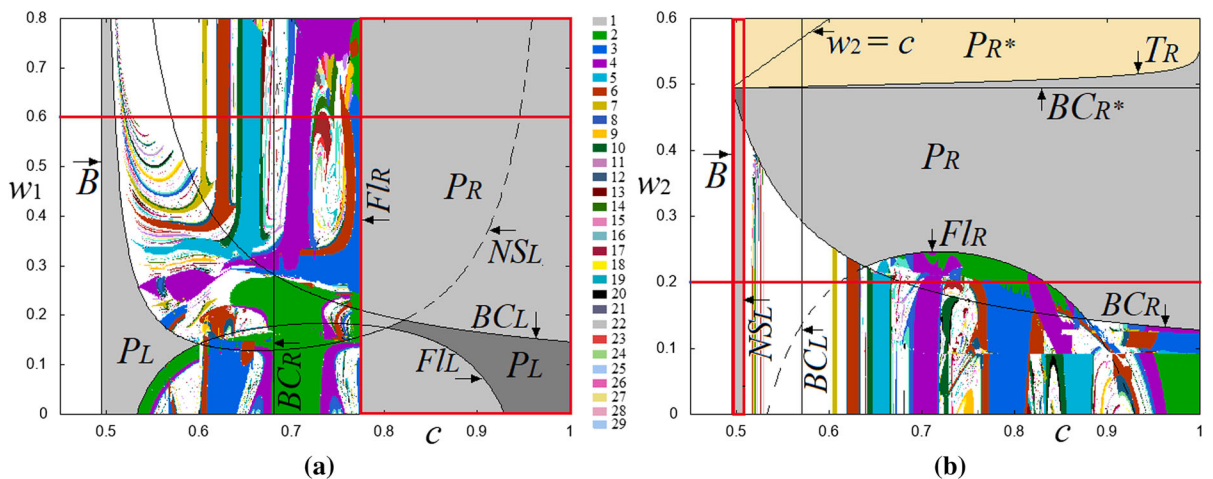 0.8
0.7
0.6
0.5
0.4
0.3
0.2
0.1
0
w1
B
PL
FlR
PR
NSL
BCL
FlL
PL
BCR
0.5
0.6
0.7
0.8
0.9
1
c
1
2
3
4
5
6
7
8
9
10
11
12
13
14
15
16
17
18
19
20
21
22
23
24
25
26
27
28
29
(a)
0.6
0.5
0.4
0.3
0.2
0.1
0
w2
w2 = c
PR*
TR
BCR*
B
PR
FlR
NSL
BCL
BCR
0.5
0.6
0.7
0.8
0.9
1
c
(b)